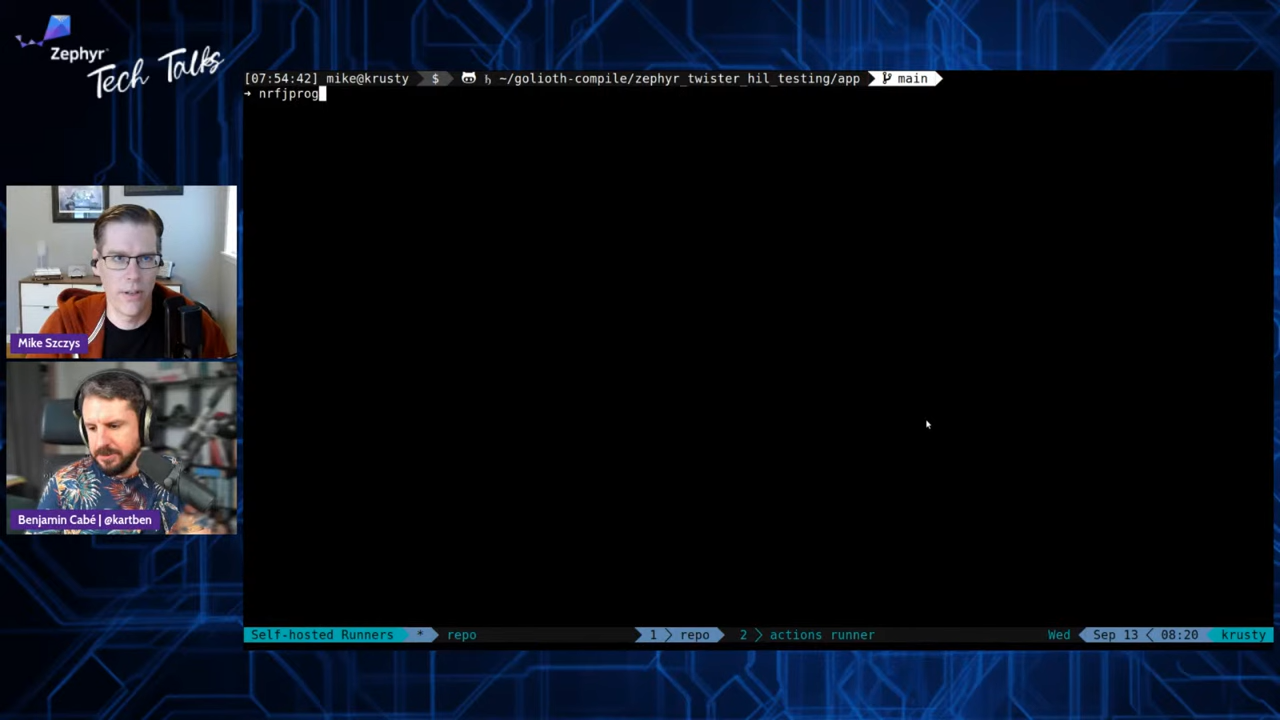 Zephyr
Tech Talks
[07:54:42] mike@krusty $ ~/golioth-compile/zephyr_twister_hil_testing/app main
➜ nrfjprog
Mike Szczys
Benjamin Cabé | @kartben
Self-hosted Runners * repo 1 repo 2 actions runner Wed Sep 13 08:20 krusty